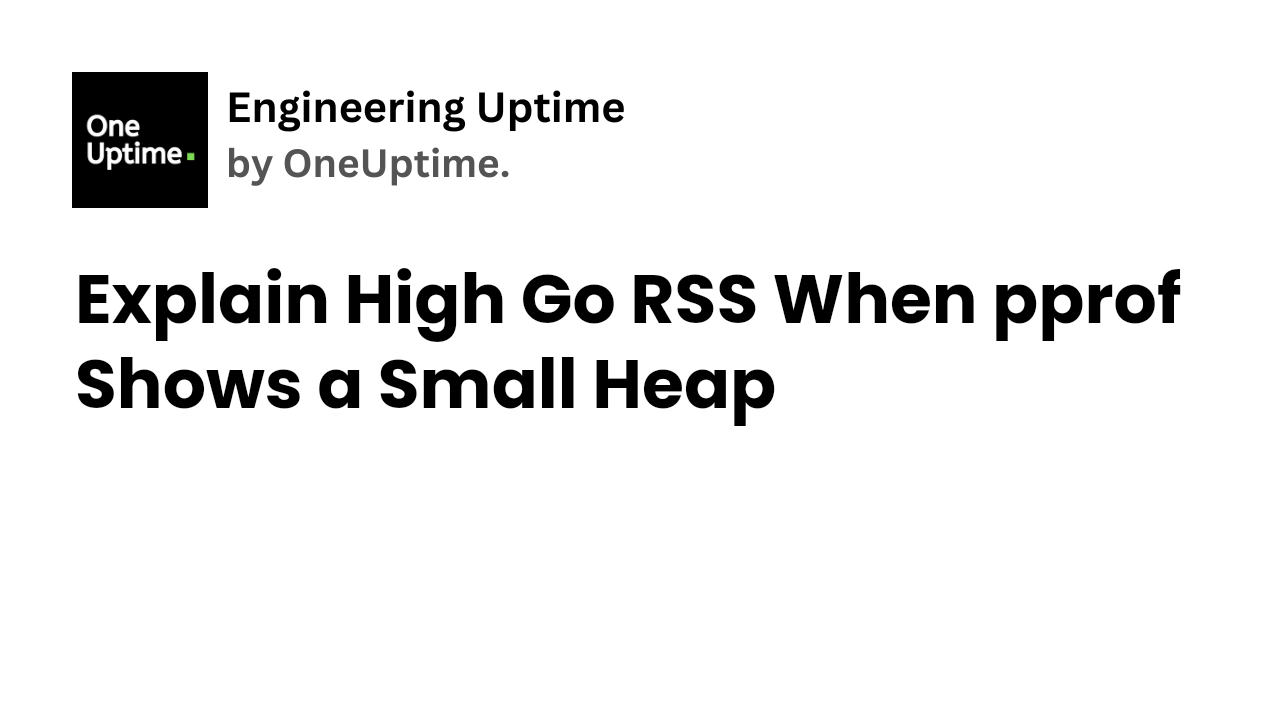 One
Uptime
Engineering Uptime
by OneUptime.
Explain High Go RSS When pprof
Shows a Small Heap